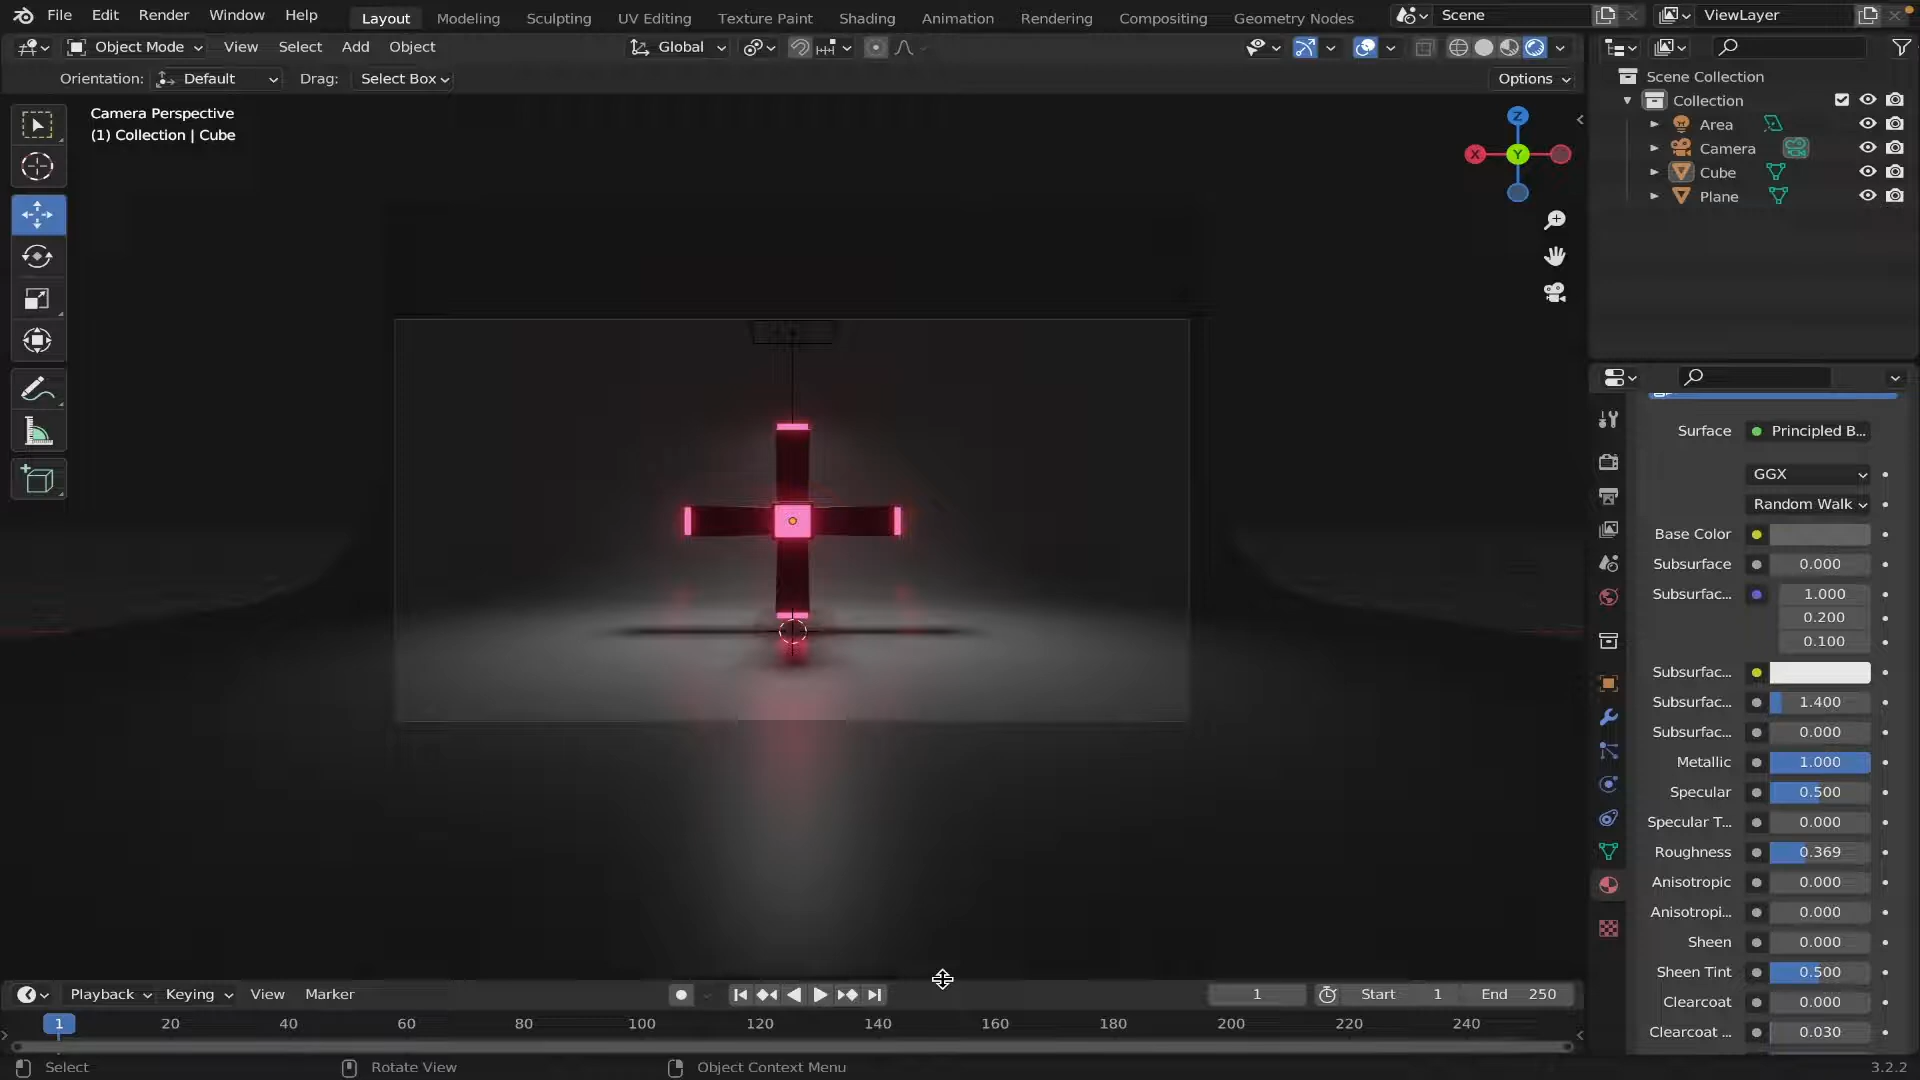 File Edit Render Window Help Layout Modeling Sculpting UV Editing Texture Paint Shading Animation Rendering Compositing Geometry Nodes Scene ViewLayer
Object Mode View Select Add Object Global
Orientation: Default Drag: Select Box Options
Camera Perspective
(1) Collection | Cube
Z
X
Y
Scene Collection
Collection
Area
Camera
Cube
Plane
Surface Principled B...
GGX
Random Walk
Base Color
Subsurface 0.000
Subsurfac... 1.000
0.200
0.100
Subsurfac...
Subsurfac... 1.400
Subsurfac... 0.000
Metallic 1.000
Specular 0.500
Specular T... 0.000
Roughness 0.369
Anisotropic 0.000
Anisotropi... 0.000
Sheen 0.000
Sheen Tint 0.500
Clearcoat 0.000
Clearcoat ... 0.030
Playback Keying View Marker 1 Start 1 End 250
1 20 40 60 80 100 120 140 160 180 200 220 240
Select Rotate View Object Context Menu 3.2.2